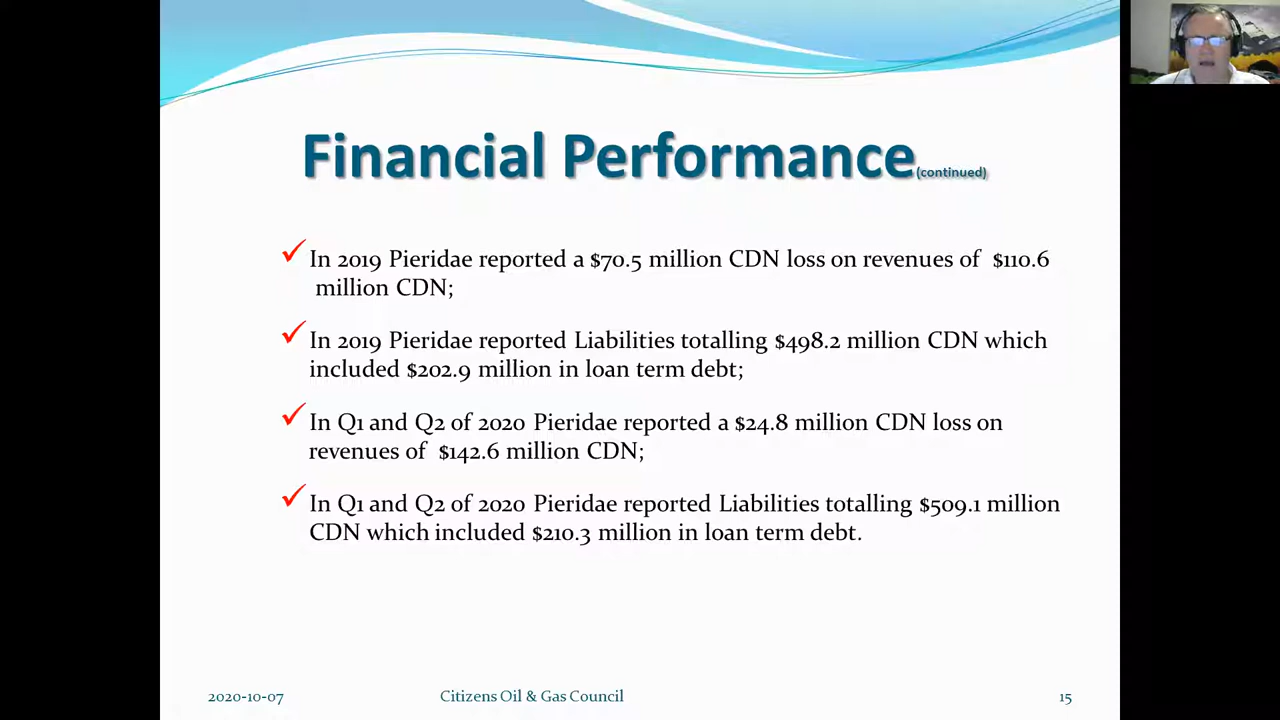 Financial Performance(continued)
In 2019 Pieridae reported a $70.5 million CDN loss on revenues of $110.6
million CDN;
In 2019 Pieridae reported Liabilities totalling $498.2 million CDN which
included $202.9 million in loan term debt;
In Q1 and Q2 of 2020 Pieridae reported a $24.8 million CDN loss on
revenues of $142.6 million CDN;
In Q1 and Q2 of 2020 Pieridae reported Liabilities totalling $509.1 million
CDN which included $210.3 million in loan term debt.
2020-10-07 Citizens Oil & Gas Council 15